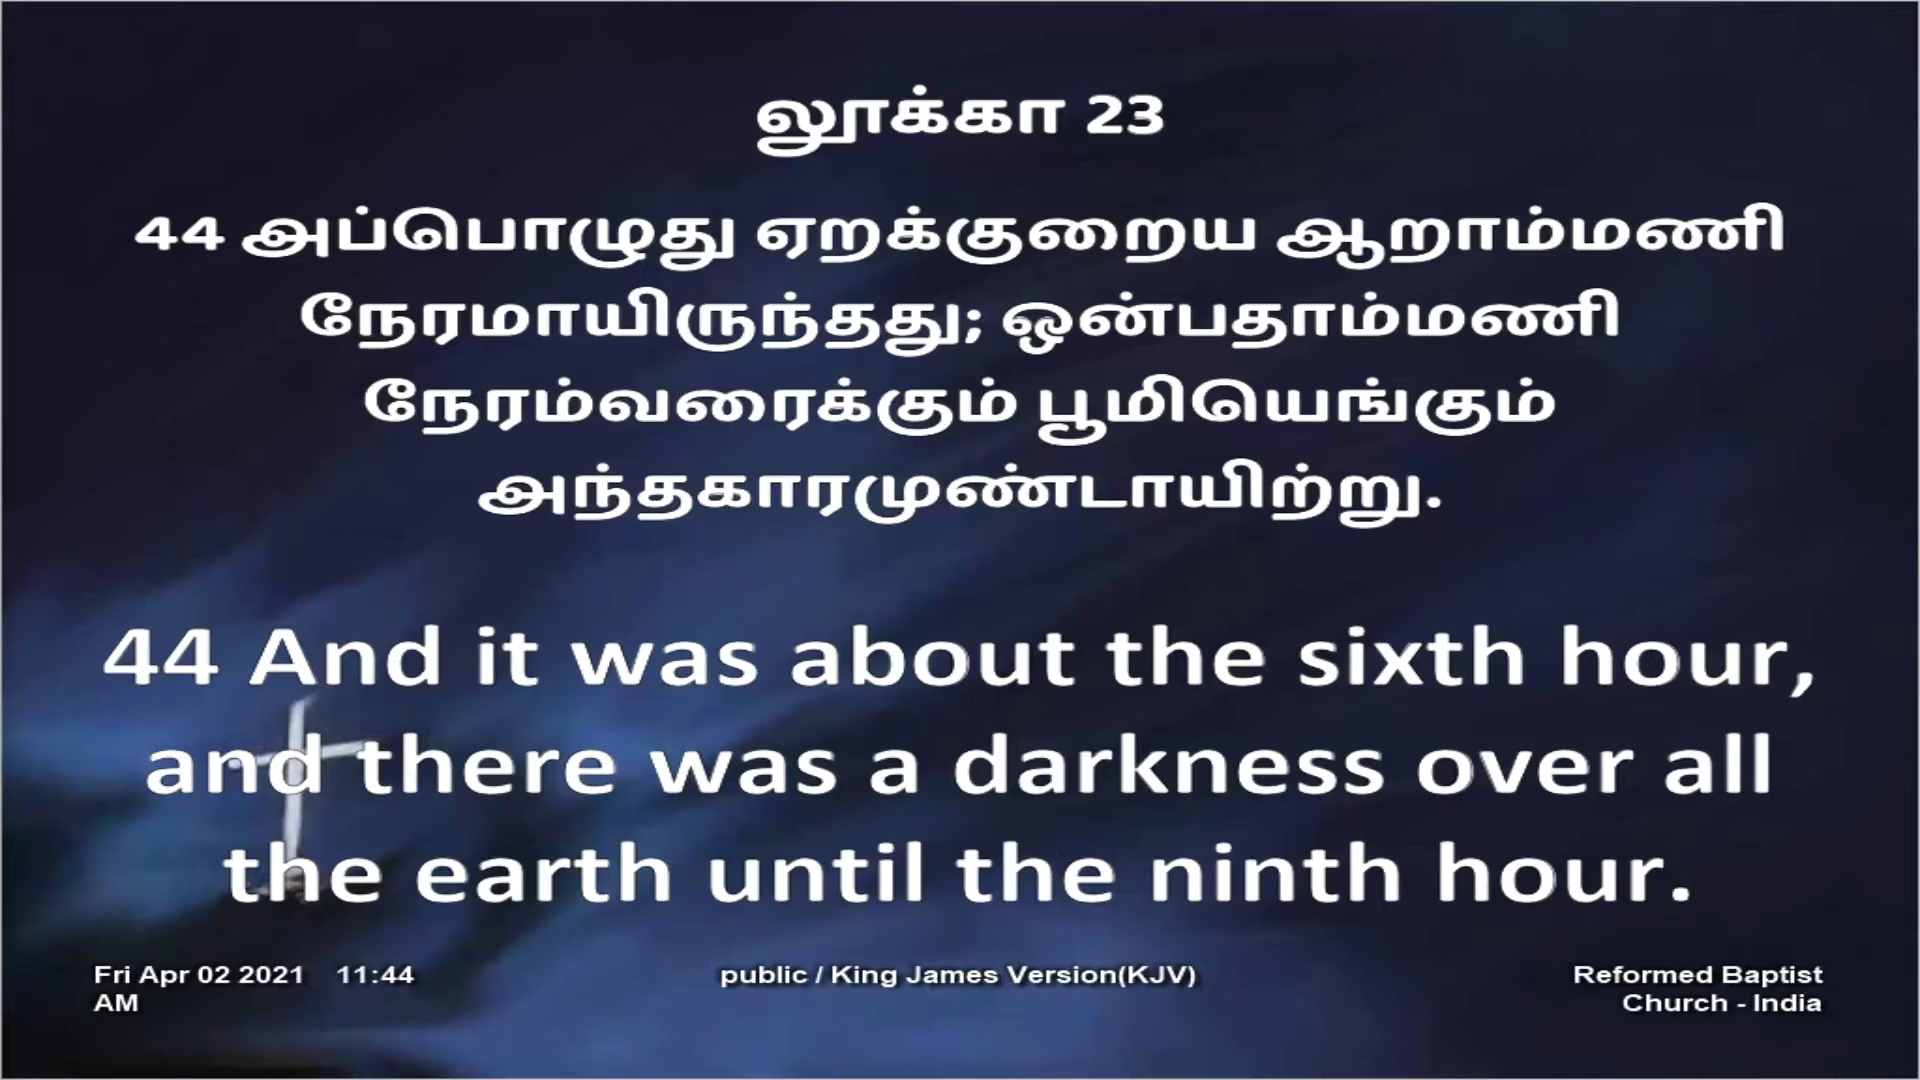 லூக்கா 23
44 அப்பொழுது ஏறக்குறைய ஆறாம்மணி
நேரமாயிருந்தது; ஒன்பதாம்மணி
நேரம்வரைக்கும் பூமியெங்கும்
அந்தகாரமுண்டாயிற்று.
44 And it was about the sixth hour,
and there was a darkness over all
the earth until the ninth hour.
Fri Apr 02 2021 11:44
AM
public / King James Version(KJV)
Reformed Baptist
Church - India